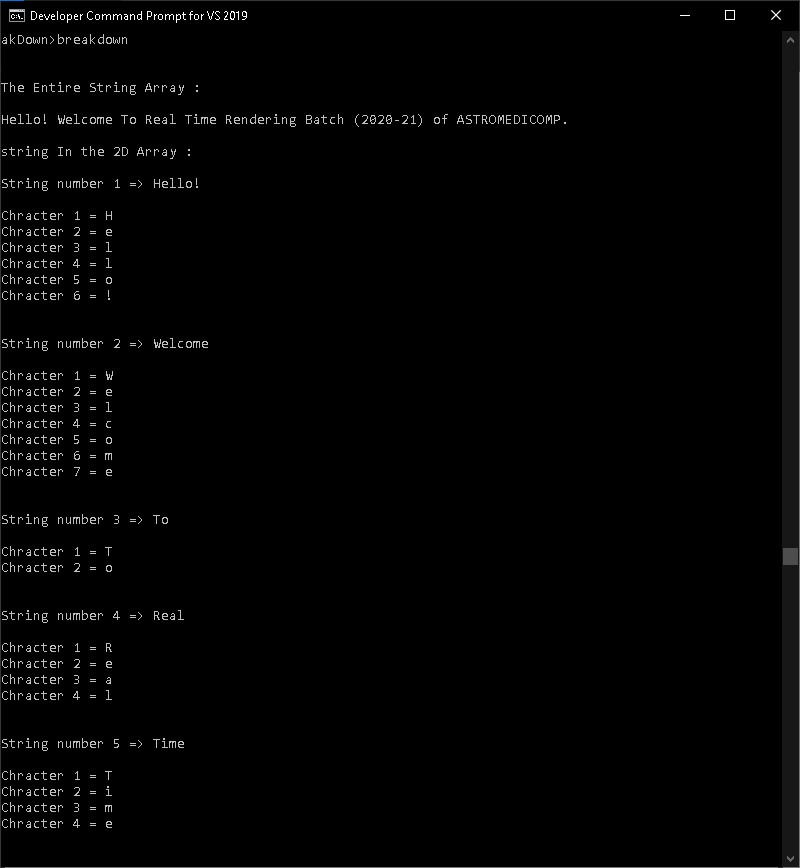 Developer Command Prompt for VS 2019
akDown>breakdown
The Entire String Array :
Hello! Welcome To Real Time Rendering Batch (2020-21) of ASTROMEDICOMP.
string In the 2D Array :
String number 1 => Hello!
Chracter 1 = H
Chracter 2 = e
Chracter 3 = l
Chracter 4 = l
Chracter 5 = o
Chracter 6 = !
String number 2 => Welcome
Chracter 1 = W
Chracter 2 = e
Chracter 3 = l
Chracter 4 = c
Chracter 5 = o
Chracter 6 = m
Chracter 7 = e
String number 3 => To
Chracter 1 = T
Chracter 2 = o
String number 4 => Real
Chracter 1 = R
Chracter 2 = e
Chracter 3 = a
Chracter 4 = l
String number 5 => Time
Chracter 1 = T
Chracter 2 = i
Chracter 3 = m
Chracter 4 = e